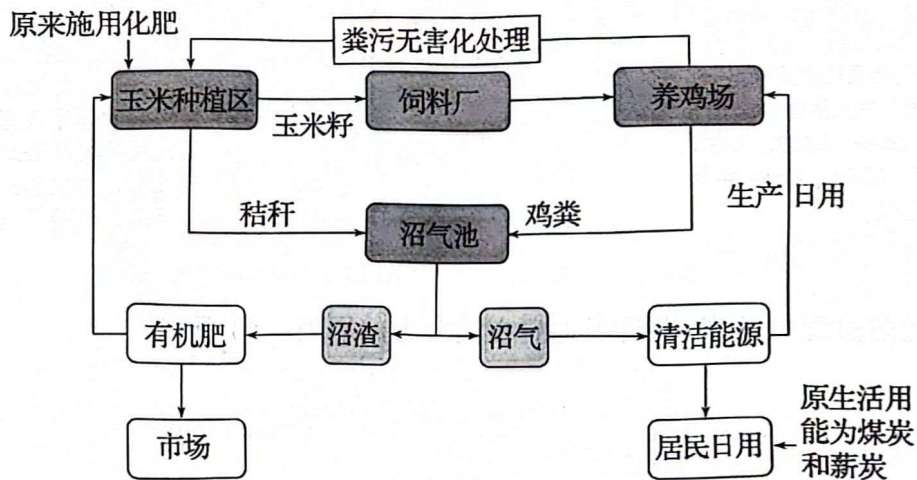 原来施用化肥
粪污无害化处理
玉米种植区
饲料厂
养鸡场
玉米籽
生产
日用
秸秆
沼气池
鸡粪
有机肥
沼渣
沼气
清洁能源
市场
居民日用
原生活用
能为煤炭
和薪炭